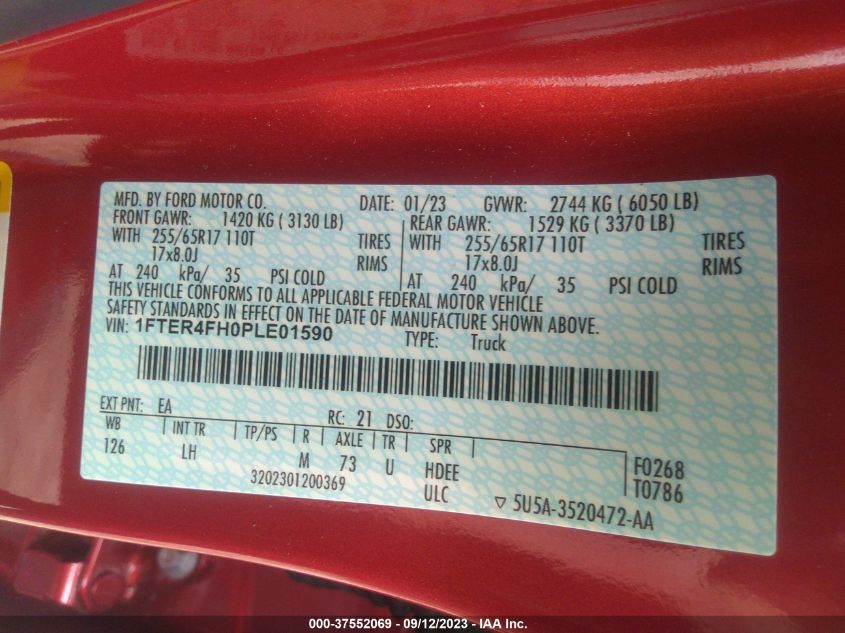 MFD. BY FORD MOTOR CO. DATE: 01/23 GVWR: 2744 KG ( 6050 LB)
FRONT GAWR: 1420 KG ( 3130 LB) REAR GAWR: 1529 KG ( 3370 LB)
WITH 255/65R17 110T TIRES WITH 255/65R17 110T TIRES
17x8.0J RIMS 17x8.0J RIMS
AT 240 kPa/ 35 PSI COLD AT 240 kPa/ 35 PSI COLD
THIS VEHICLE CONFORMS TO ALL APPLICABLE FEDERAL MOTOR VEHICLE
SAFETY STANDARDS IN EFFECT ON THE DATE OF MANUFACTURE SHOWN ABOVE.
VIN: 1FTER4FH0PLE01590 TYPE: Truck
EXT PNT: EA RC: 21 DSO:
WB INT TR TP/PS R AXLE TR SPR
126 LH M 73 U HDEE F0268
3202301200369 ULC T0786
▽ 5U5A-3520472-AA
000-37552069 - 09/12/2023 - IAA Inc.